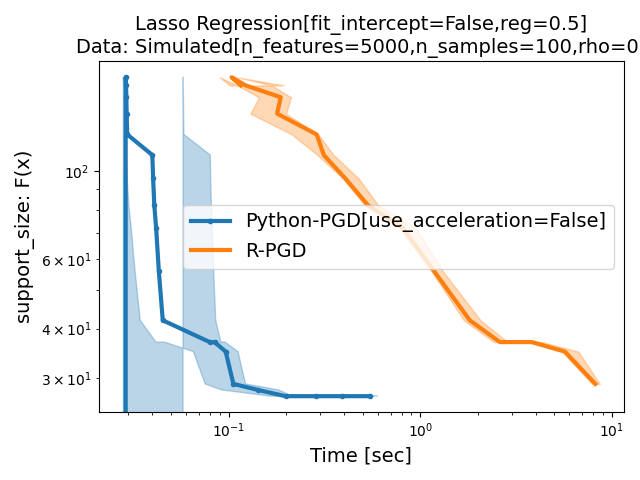 Lasso Regression[fit_intercept=False,reg=0.5]
Data: Simulated[n_features=5000,n_samples=100,rho=0
support_size: F(x)
10²
6 × 10¹
4 × 10¹
3 × 10¹
Python-PGD[use_acceleration=False]
R-PGD
10⁻¹
10⁰
10¹
Time [sec]